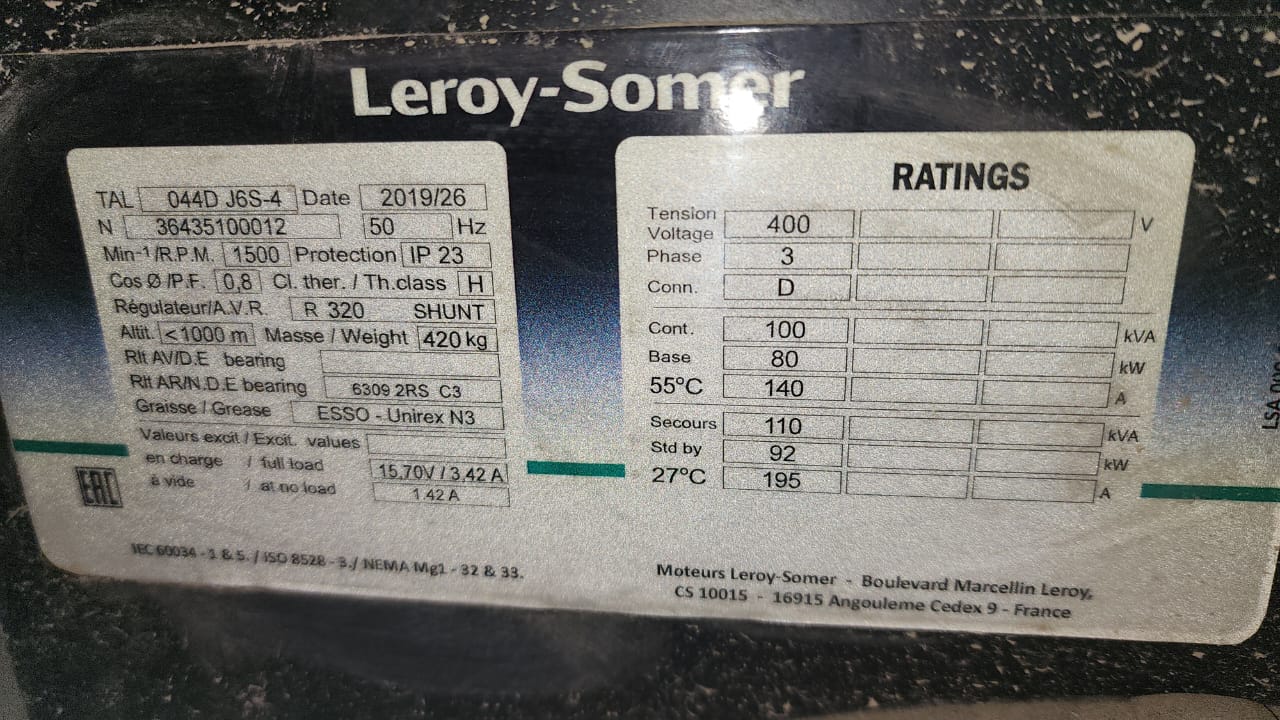 Leroy-Somer
TAL 044D J6S-4 Date 2019/26
N 36435100012 50 Hz
Min-1/R.P.M. 1500 Protection IP 23
Cos Ø /P.F. 0,8 Cl. ther. / Th.class H
Régulateur/A.V.R. R 320 SHUNT
Altit. <1000 m Masse / Weight 420 kg
Rlt AV/D.E bearing
Rlt AR/N.D.E bearing 6309 2RS C3
Graisse / Grease ESSO - Unirex N3
Valeurs excit / Excit. values
en charge / full load 15,70V / 3,42 A
à vide / at no load 1 42 A
EAC
IEC 60034 - 1 & 5. / ISO 8528 - 3./ NEMA Mg1 - 32 & 33.
RATINGS
Tension
Voltage 400 V
Phase 3
Conn. D
Cont. 100 kVA
Base 80 kW
55°C 140 A
Secours 110 kVA
Std by 92 kW
27°C 195 A
Moteurs Leroy-Somer - Boulevard Marcellin Leroy,
CS 10015 - 16915 Angouleme Cedex 9 - France
LSA